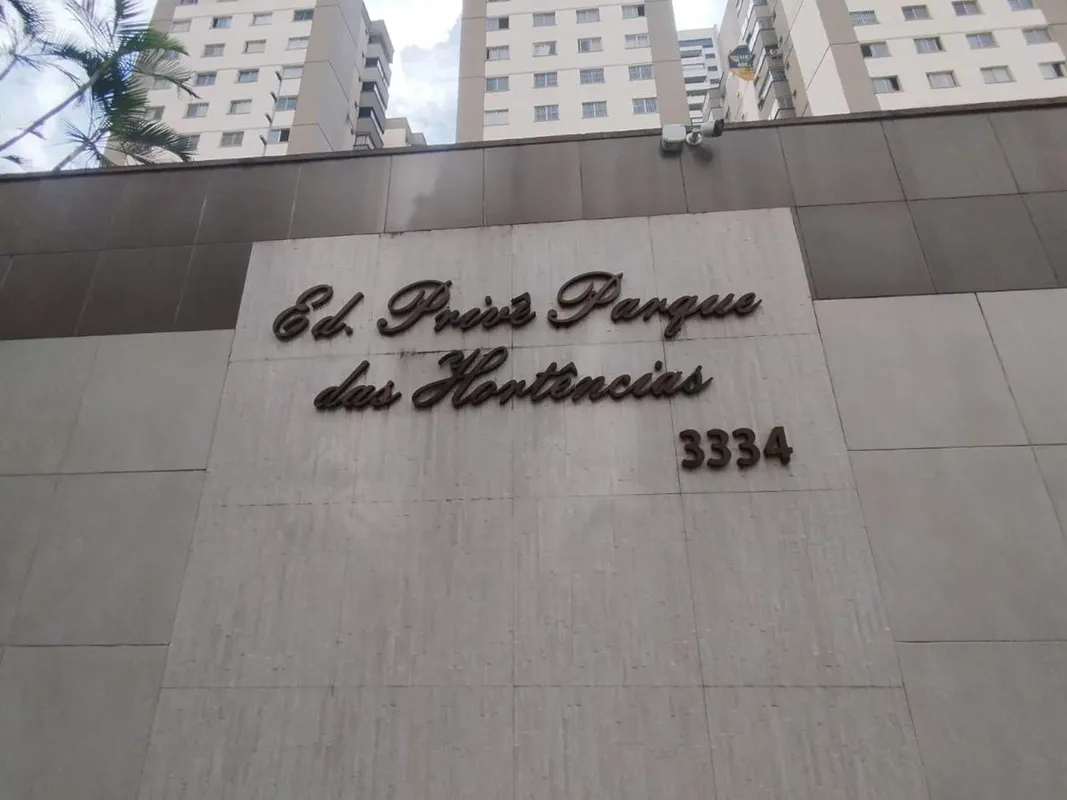 Ed. Privê Parque
das Hortências
3334